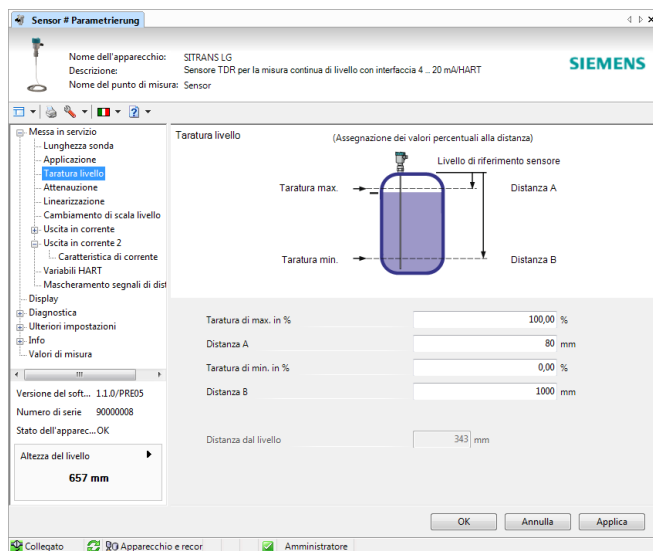 Sensor # Parametrierung
Nome dell'apparecchio: SITRANS LG
Descrizione: Sensore TDR per la misura continua di livello con interfaccia 4 .. 20 mA/HART
Nome del punto di misura: Sensor
SIEMENS
Messa in servizio
Lunghezza sonda
Applicazione
Taratura livello
Attenuazione
Linearizzazione
Cambiamento di scala livello
Uscita in corrente
Uscita in corrente 2
Caratteristica di corrente
Variabili HART
Mascheramento segnali di dist
Display
Diagnostica
Ulteriori impostazioni
Info
Valori di misura
Versione del soft... 1.1.0/PRE05
Numero di serie 90000008
Stato dell'apparec...OK
Altezza del livello
657 mm
Taratura livello
(Assegnazione dei valori percentuali alla distanza)
Livello di riferimento sensore
Taratura max.
Distanza A
Taratura min.
Distanza B
Taratura di max. in % 100,00 %
Distanza A 80 mm
Taratura di min. in % 0,00 %
Distanza B 1000 mm
Distanza dal livello 343 mm
OK Annulla Applica
Collegato Apparecchio e recor Amministratore